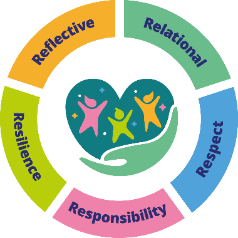 Reflective
Relational
Respect
Responsibility
Resilience